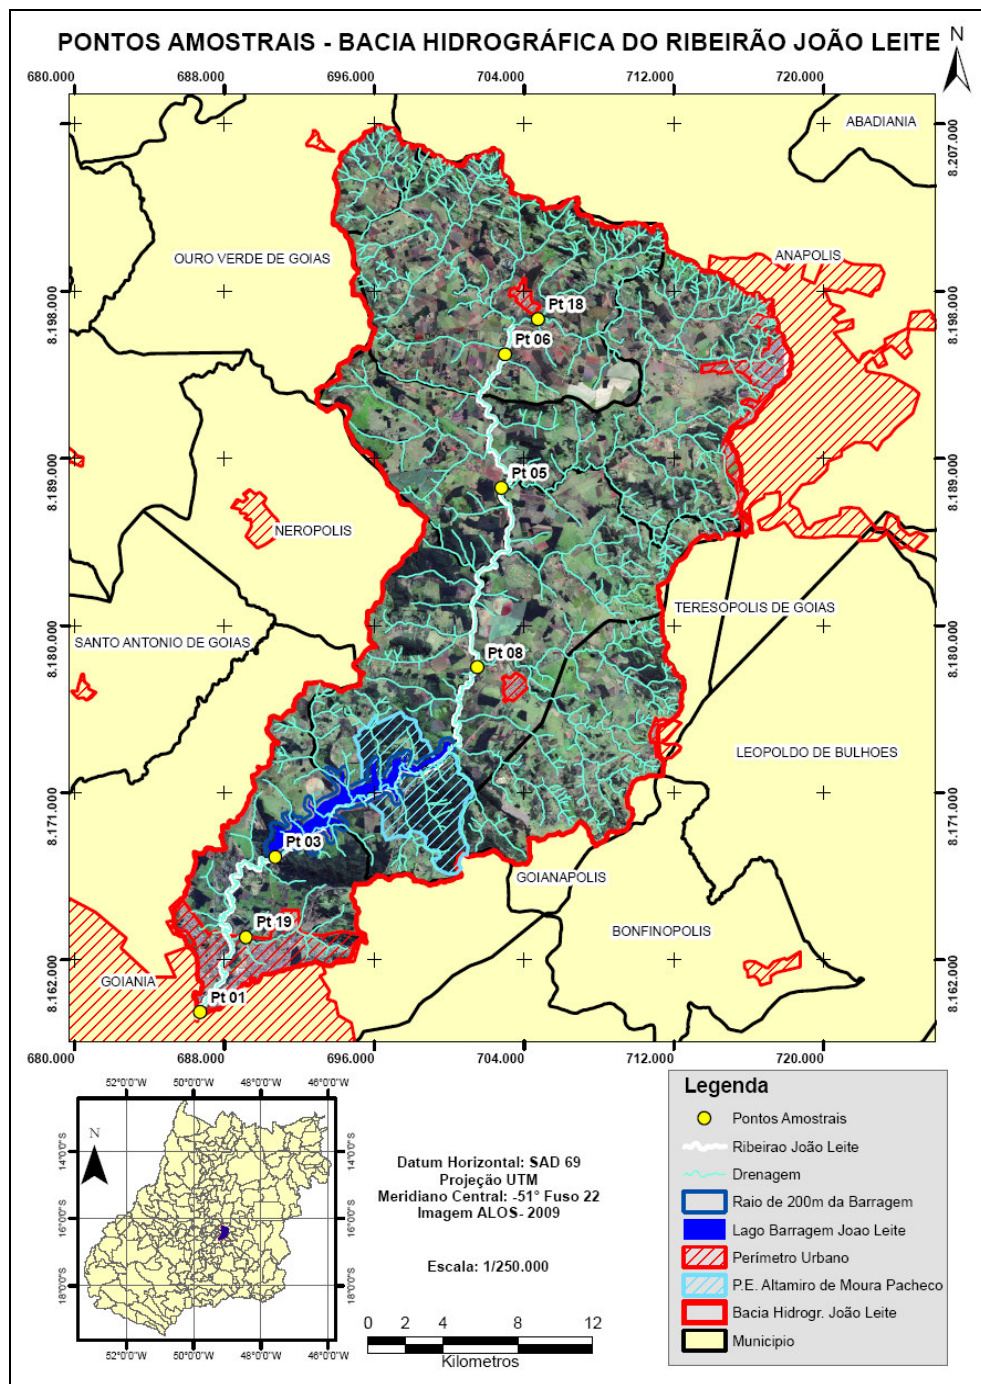 PONTOS AMOSTRAIS - BACIA HIDROGRÁFICA DO RIBEIRÃO JOÃO LEITE
N
680.000 688.000 696.000 704.000 712.000 720.000
ABADIANIA
8.207.000
OURO VERDE DE GOIAS
ANAPOLIS
8.198.000 8.198.000
Pt 18
Pt 06
8.189.000 8.189.000
Pt 05
NEROPOLIS
TERESOPOLIS DE GOIAS
SANTO ANTONIO DE GOIAS
8.180.000 8.180.000
Pt 08
LEOPOLDO DE BULHOES
8.171.000 8.171.000
Pt 03
GOIANAPOLIS
Pt 19
BONFINOPOLIS
8.162.000 8.162.000
GOIANIA
Pt 01
680.000 688.000 696.000 704.000 712.000 720.000
52°0'0"W 50°0'0"W 48°0'0"W 46°0'0"W
N
14°0'0"S 14°0'0"S
16°0'0"S 16°0'0"S
18°0'0"S 18°0'0"S
52°0'0"W 50°0'0"W 48°0'0"W 46°0'0"W
Datum Horizontal: SAD 69
Projeção UTM
Meridiano Central: -51° Fuso 22
Imagem ALOS- 2009
Escala: 1/250.000
0 2 4 8 12
Kilometros
Legenda
Pontos Amostrais
Ribeirao João Leite
Drenagem
Raio de 200m da Barragem
Lago Barragem Joao Leite
Perímetro Urbano
P.E. Altamiro de Moura Pacheco
Bacia Hidrogr. João Leite
Municipio